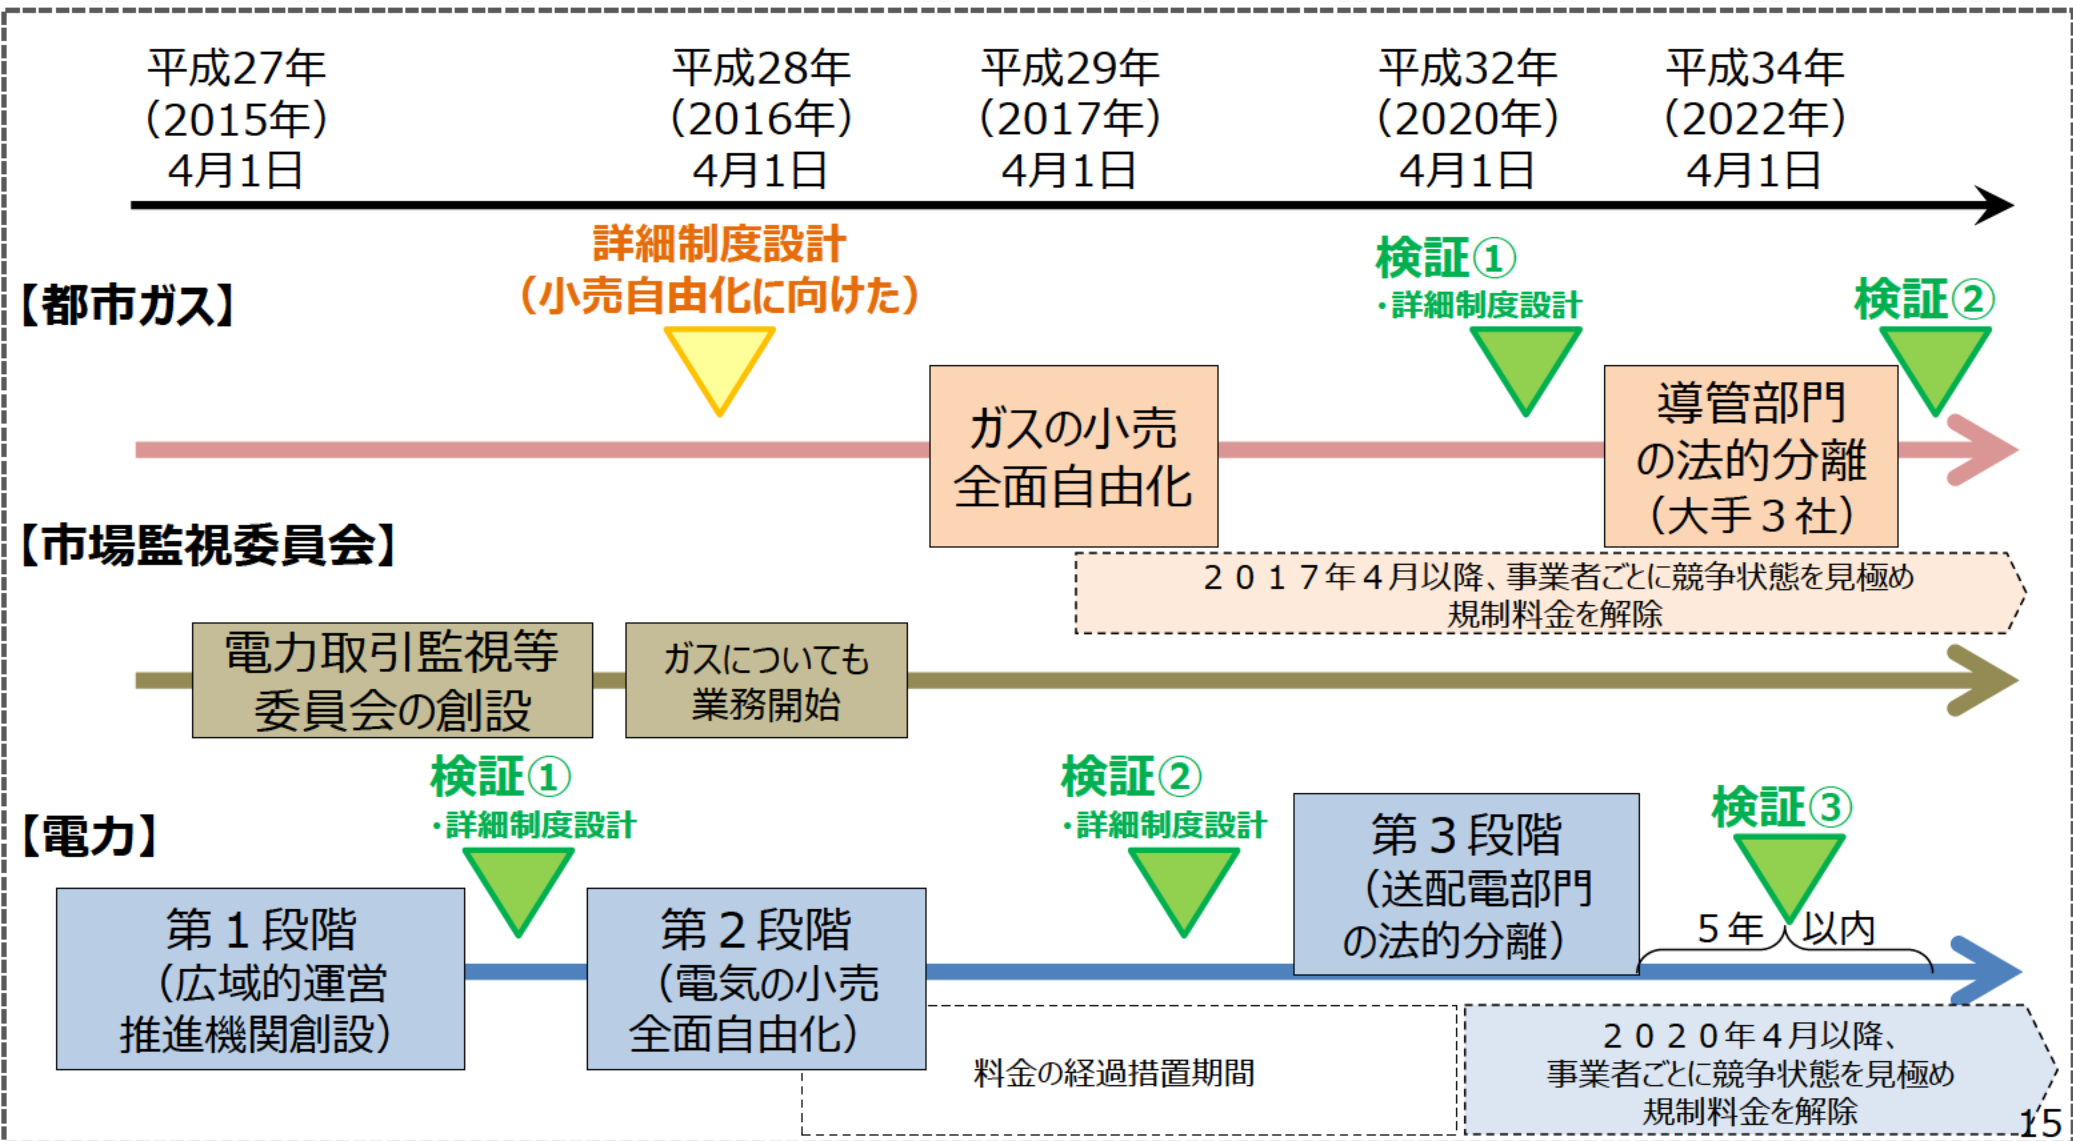 平成27年
（2015年）
4月1日
平成28年
（2016年）
4月1日
平成29年
（2017年）
4月1日
平成32年
（2020年）
4月1日
平成34年
（2022年）
4月1日
【都市ガス】
詳細制度設計
（小売自由化に向けた）
検証①
・詳細制度設計
検証②
ガスの小売
全面自由化
導管部門
の法的分離
（大手３社）
２０１７年４月以降、事業者ごとに競争状態を見極め
規制料金を解除
【市場監視委員会】
電力取引監視等
委員会の創設
ガスについても
業務開始
【電力】
検証①
・詳細制度設計
検証②
・詳細制度設計
検証③
第１段階
（広域的運営
推進機関創設）
第２段階
（電気の小売
全面自由化）
第３段階
（送配電部門
の法的分離）
５年 以内
料金の経過措置期間
２０２０年４月以降、
事業者ごとに競争状態を見極め
規制料金を解除
15